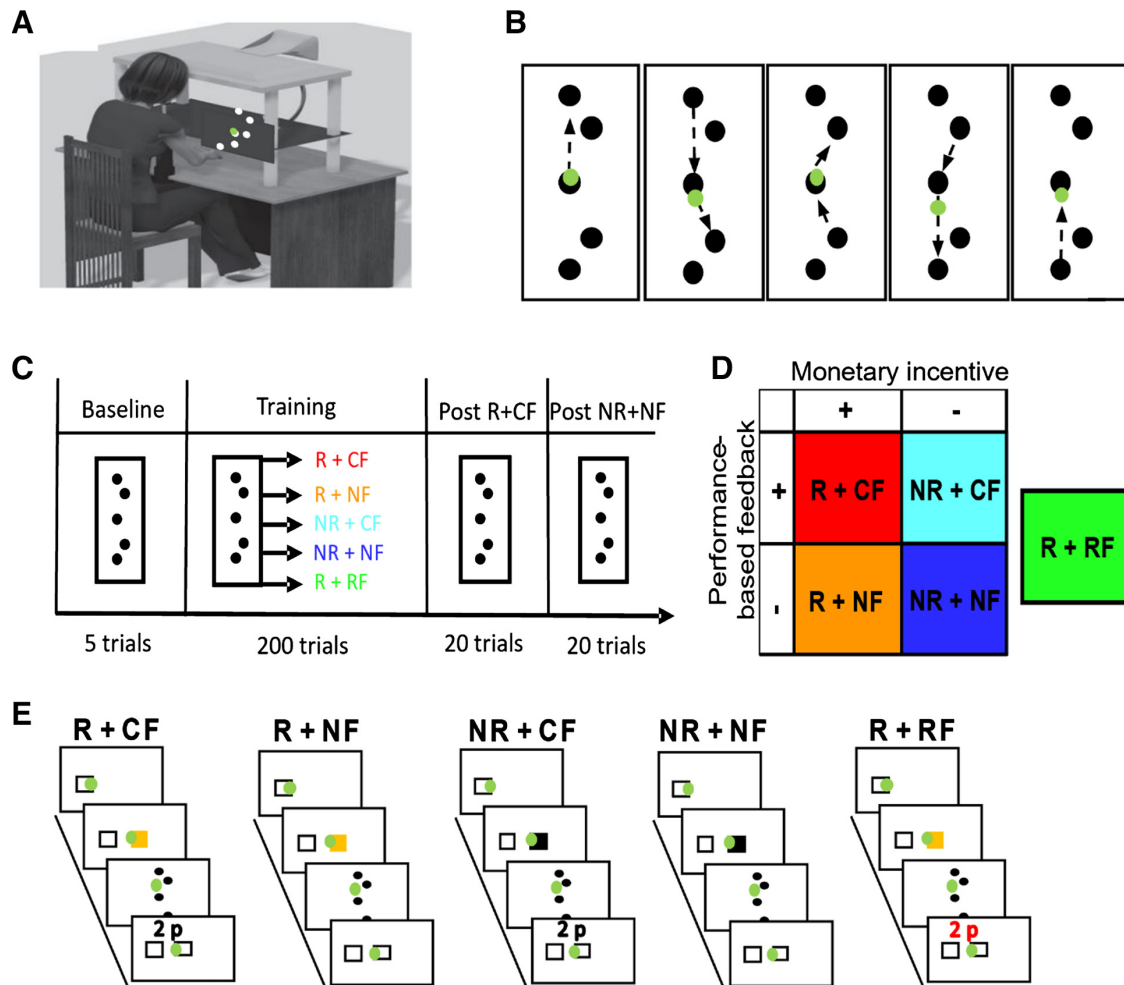 A
B
C
Baseline
Training
Post R+CF
Post NR+NF
R + CF
R + NF
NR + CF
NR + NF
R + RF
5 trials
200 trials
20 trials
20 trials
D
Monetary incentive
+
-
Performance-
based feedback
+
R + CF
NR + CF
-
R + NF
NR + NF
R + RF
E
R + CF
R + NF
NR + CF
NR + NF
R + RF
2 p
2 p
2 p